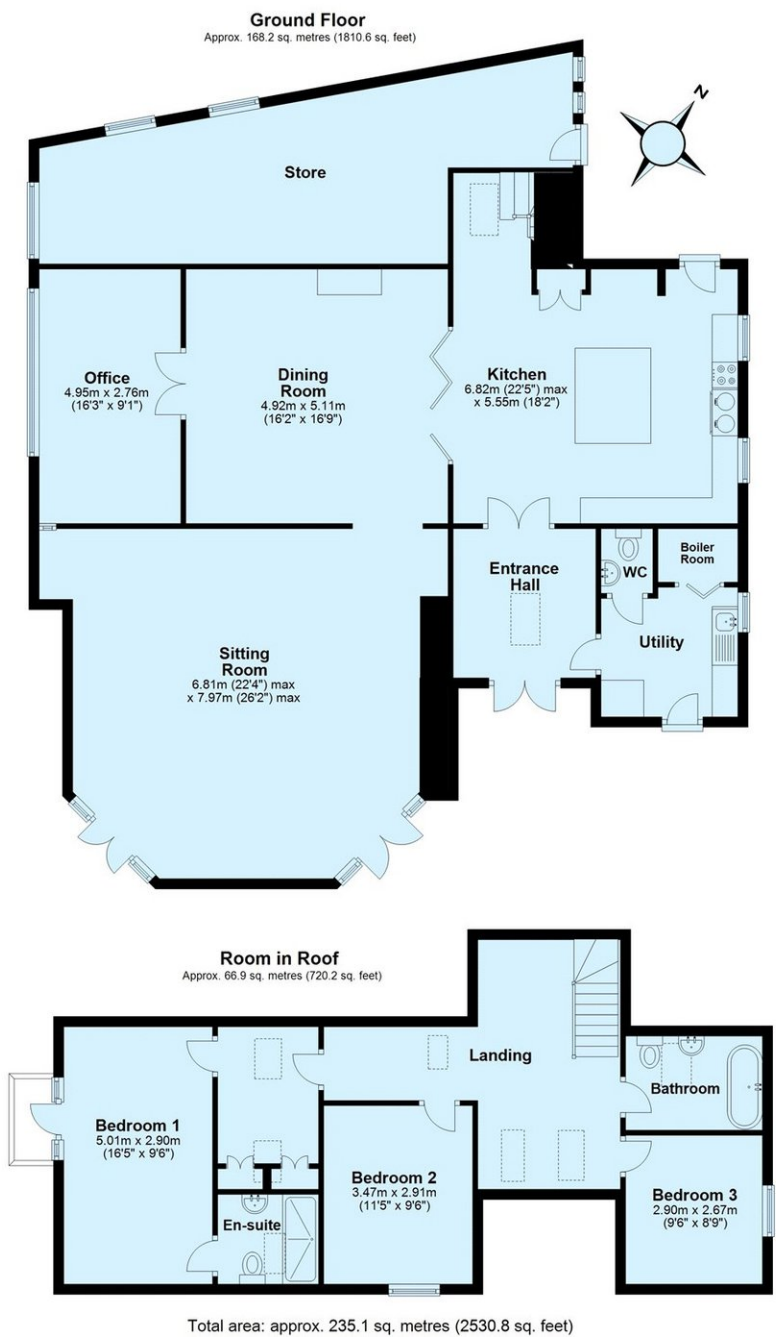 Ground Floor
Approx. 168.2 sq. metres (1810.6 sq. feet)
N
Store
Office
4.95m x 2.76m
(16'3" x 9'1")
Dining
Room
4.92m x 5.11m
(16'2" x 16'9")
Kitchen
6.82m (22'5") max
x 5.55m (18'2")
Entrance
Hall
WC
Boiler
Room
Utility
Sitting
Room
6.81m (22'4") max
x 7.97m (26'2") max
Room in Roof
Approx. 66.9 sq. metres (720.2 sq. feet)
Landing
Bathroom
Bedroom 1
5.01m x 2.90m
(16'5" x 9'6")
Bedroom 2
3.47m x 2.91m
(11'5" x 9'6")
Bedroom 3
2.90m x 2.67m
(9'6" x 8'9")
En-suite
Total area: approx. 235.1 sq. metres (2530.8 sq. feet)